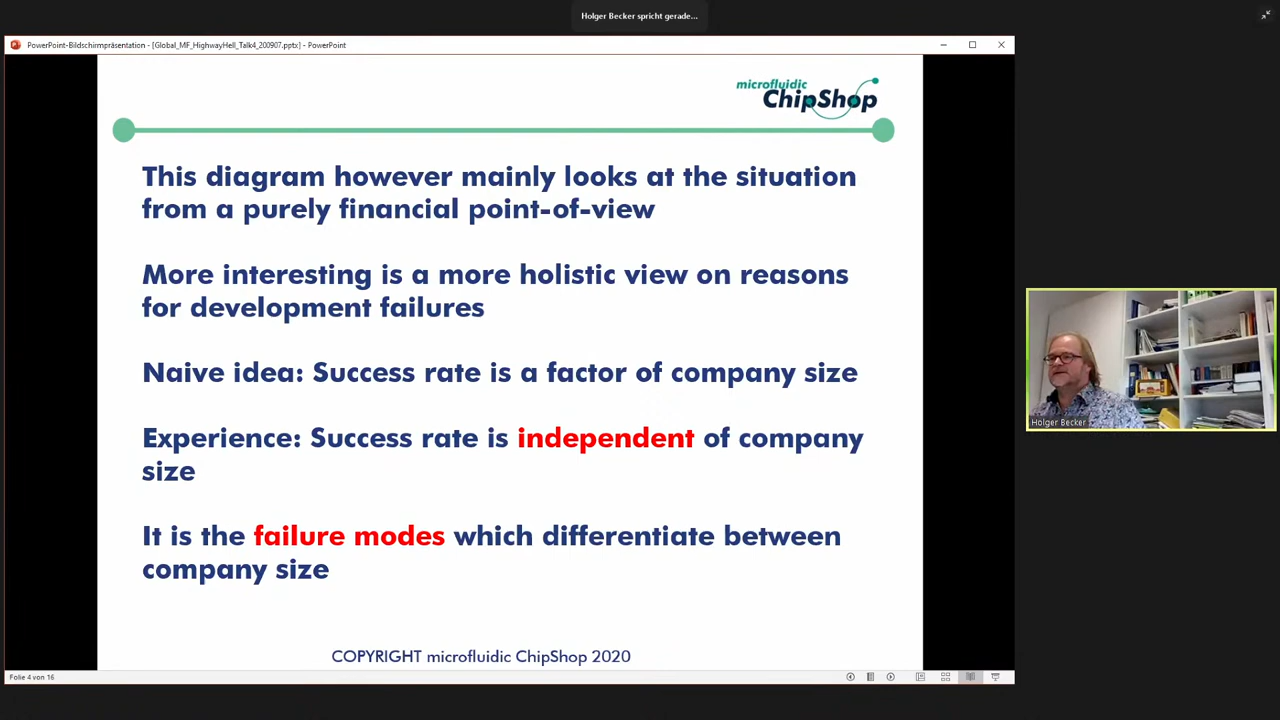 Holger Becker spricht gerade...
PowerPoint-Bildschirmpräsentation - [Global_MF_HighwayHell_Talk4_200907.pptx] - PowerPoint
microfluidic
ChipShop
This diagram however mainly looks at the situation
from a purely financial point-of-view
More interesting is a more holistic view on reasons
for development failures
Naive idea: Success rate is a factor of company size
Experience: Success rate is independent of company
size
It is the failure modes which differentiate between
company size
Holger Becker
COPYRIGHT microfluidic ChipShop 2020
Folie 4 von 16